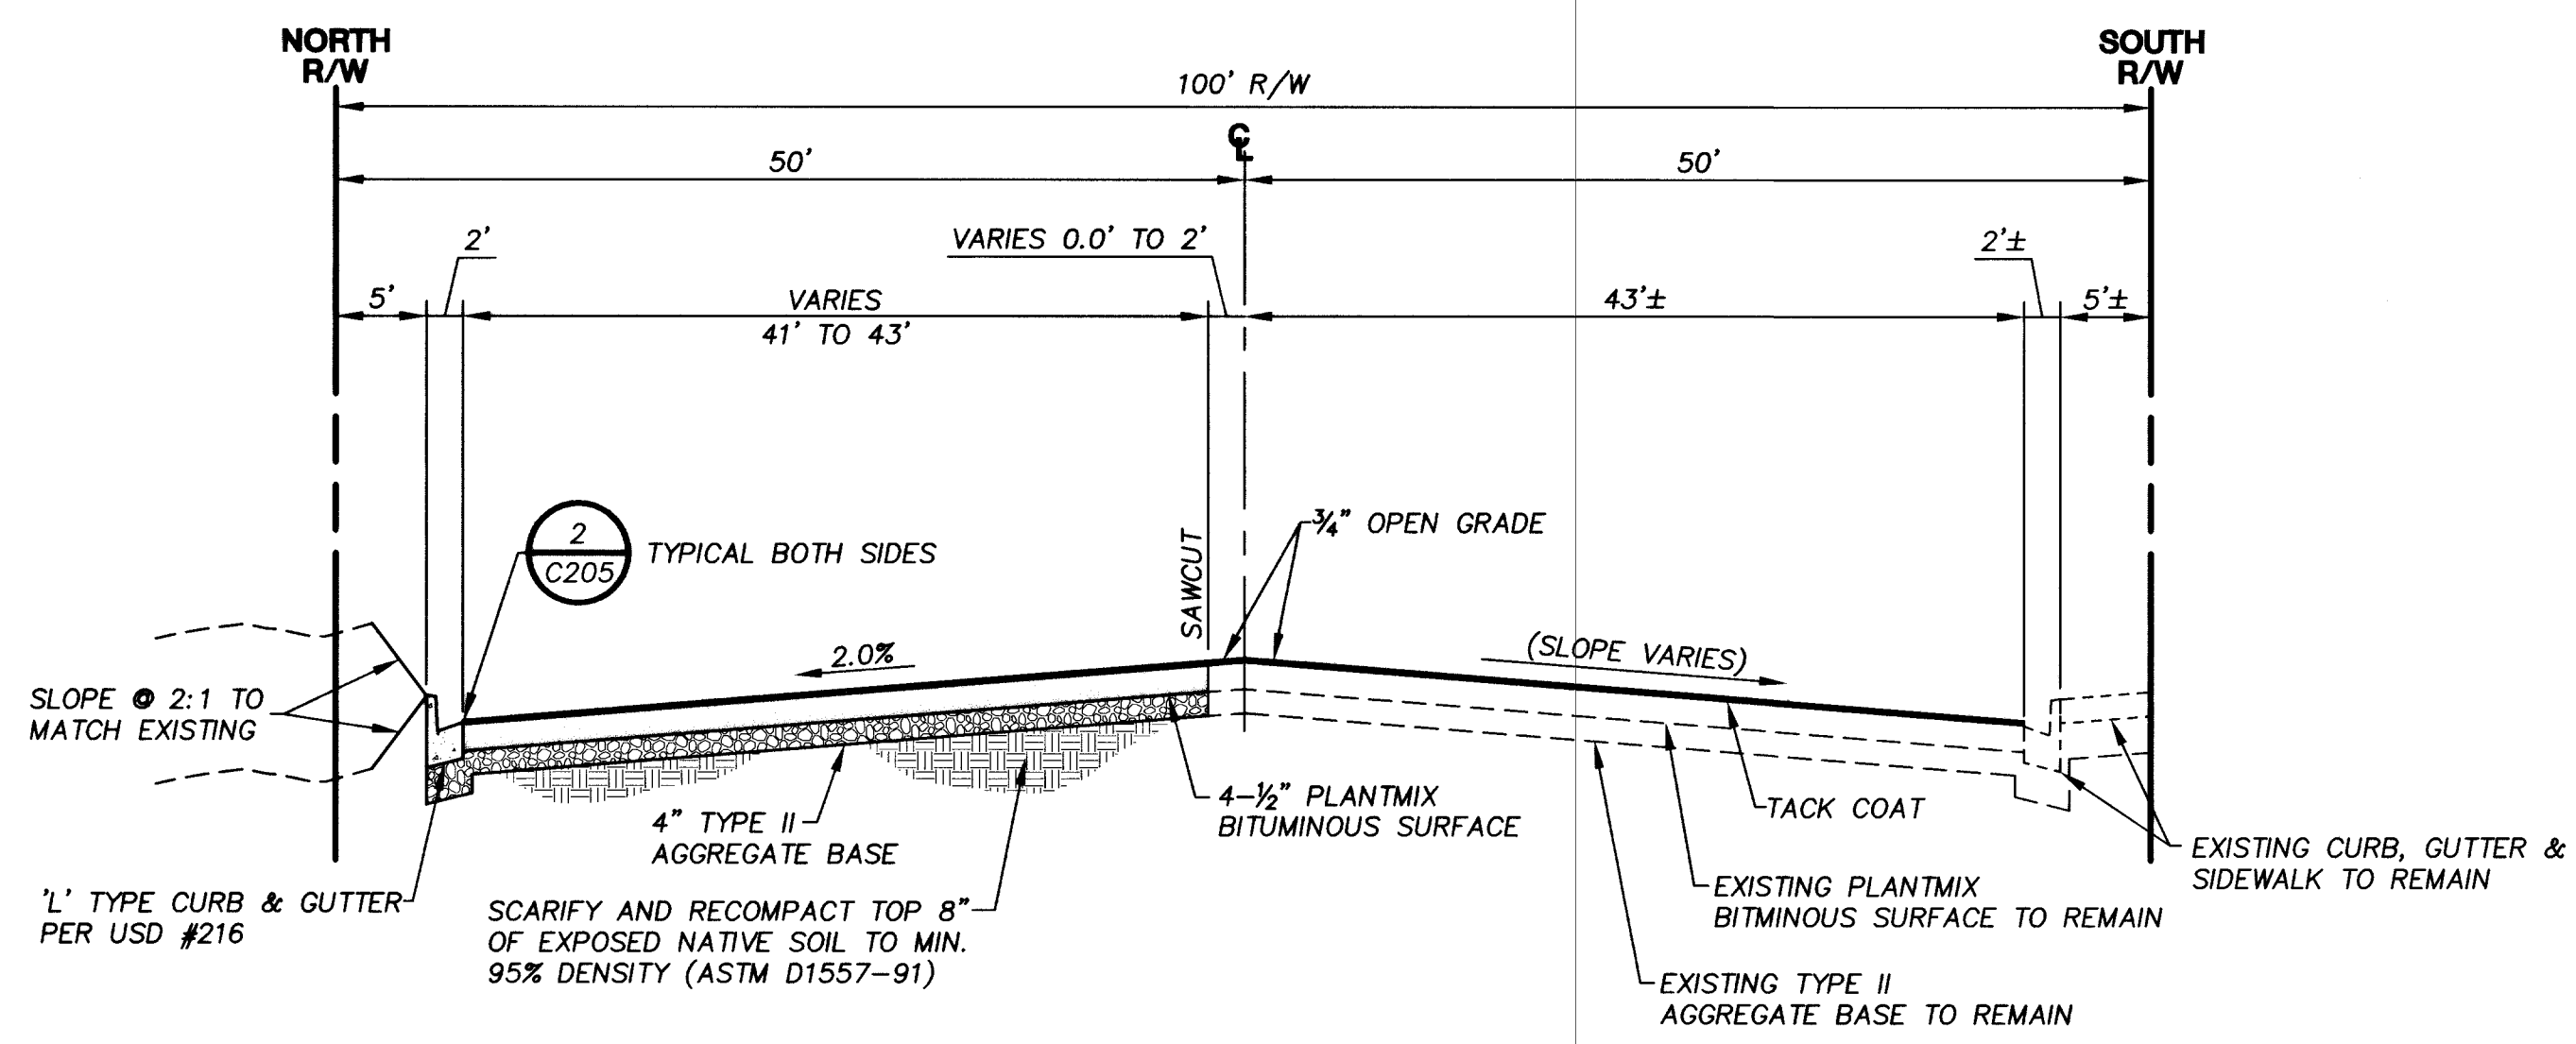 NORTH
R/W
SOUTH
R/W
100' R/W
℄
50'
50'
2'
VARIES 0.0' TO 2'
2'±
5'
VARIES
41' TO 43'
43'±
5'±
2
C205
TYPICAL BOTH SIDES
SAWCUT
3/4" OPEN GRADE
2.0%
(SLOPE VARIES)
SLOPE @ 2:1 TO
MATCH EXISTING
4" TYPE II
AGGREGATE BASE
4-1/2" PLANTMIX
BITUMINOUS SURFACE
TACK COAT
EXISTING CURB, GUTTER &
SIDEWALK TO REMAIN
'L' TYPE CURB & GUTTER
PER USD #216
SCARIFY AND RECOMPACT TOP 8"
OF EXPOSED NATIVE SOIL TO MIN.
95% DENSITY (ASTM D1557-91)
EXISTING PLANTMIX
BITMINOUS SURFACE TO REMAIN
EXISTING TYPE II
AGGREGATE BASE TO REMAIN